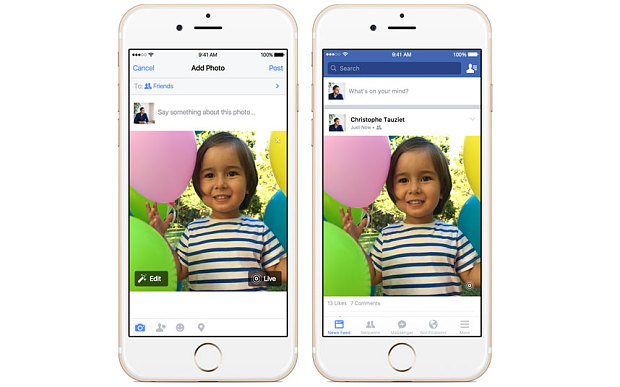 9:41 AM 100%
Cancel Add Photo Post
To: Friends
Say something about this photo...
Edit Live
9:41 AM 100%
Search
What's on your mind?
Christophe Tauziet
Just Now
13 Likes 7 Comments
News Feed Requests Messenger Notifications More